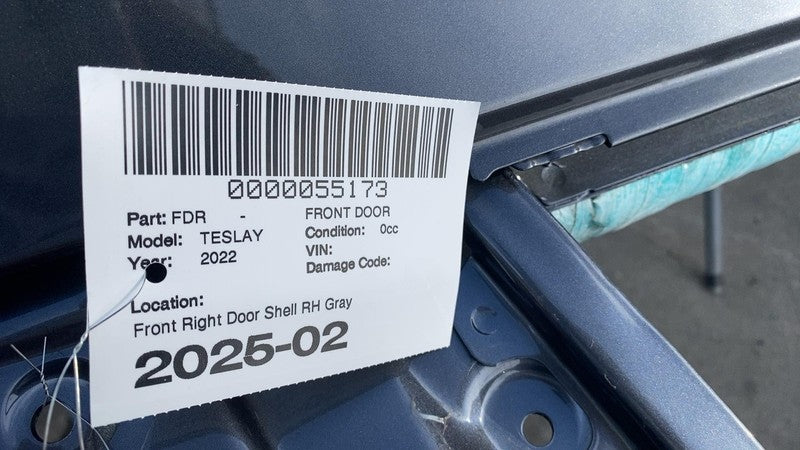 0000055173
Part: FDR - FRONT DOOR
Model: TESLAY Condition: 0cc
Year: 2022 VIN:
Damage Code:
Location:
Front Right Door Shell RH Gray
2025-02